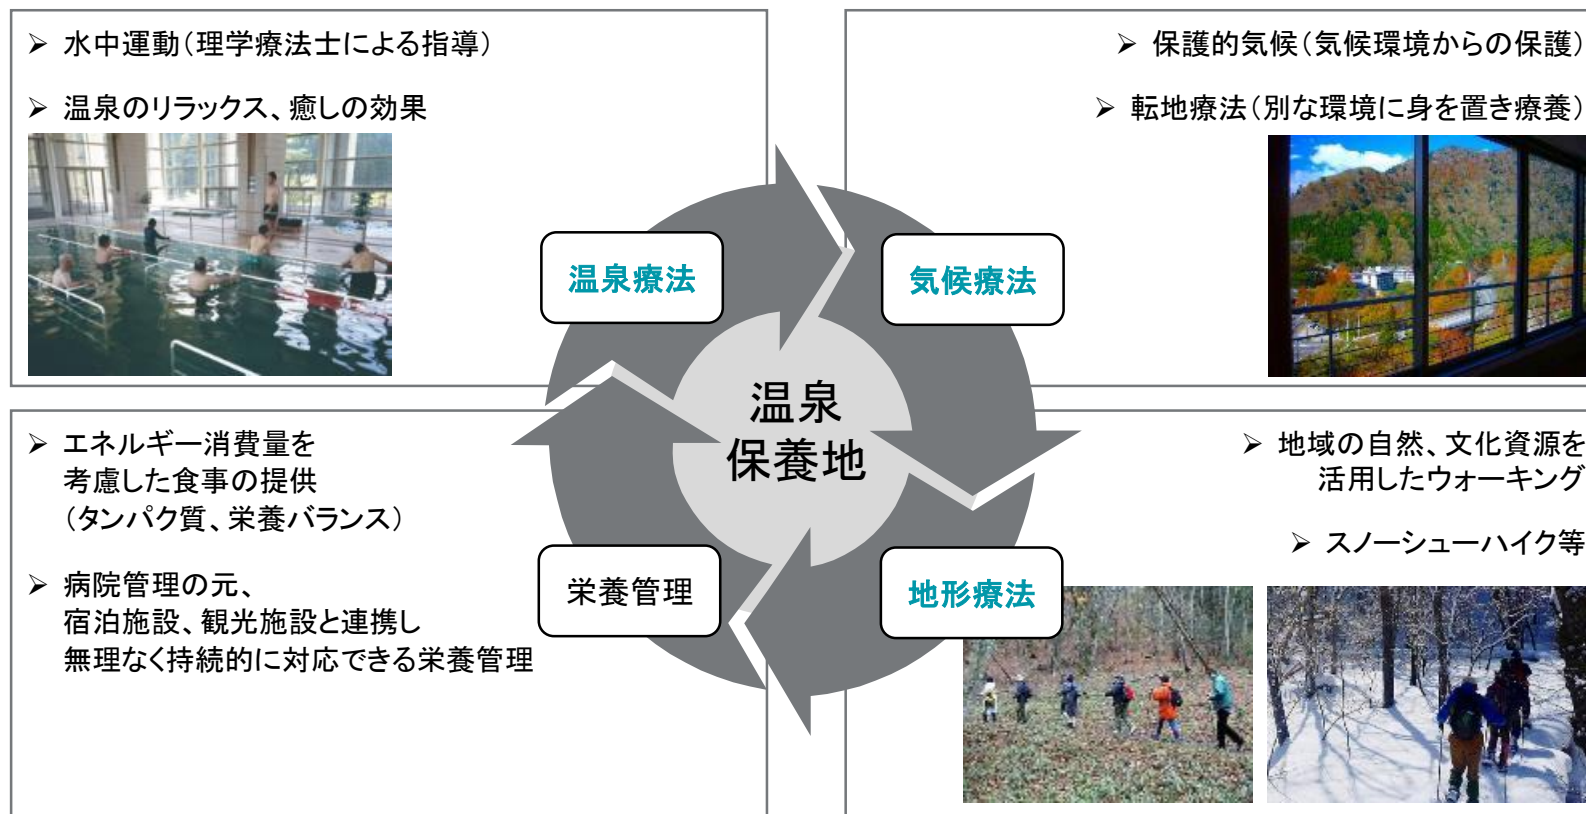 ➢ 水中運動（理学療法士による指導）
➢ 温泉のリラックス、癒しの効果
➢ 保護的気候（気候環境からの保護）
➢ 転地療法（別な環境に身を置き療養）
温泉療法
気候療法
温泉
保養地
➢ エネルギー消費量を
考慮した食事の提供
（タンパク質、栄養バランス）
➢ 病院管理の元、
宿泊施設、観光施設と連携し
無理なく持続的に対応できる栄養管理
栄養管理
地形療法
➢ 地域の自然、文化資源を
活用したウォーキング
➢ スノーシューハイク等